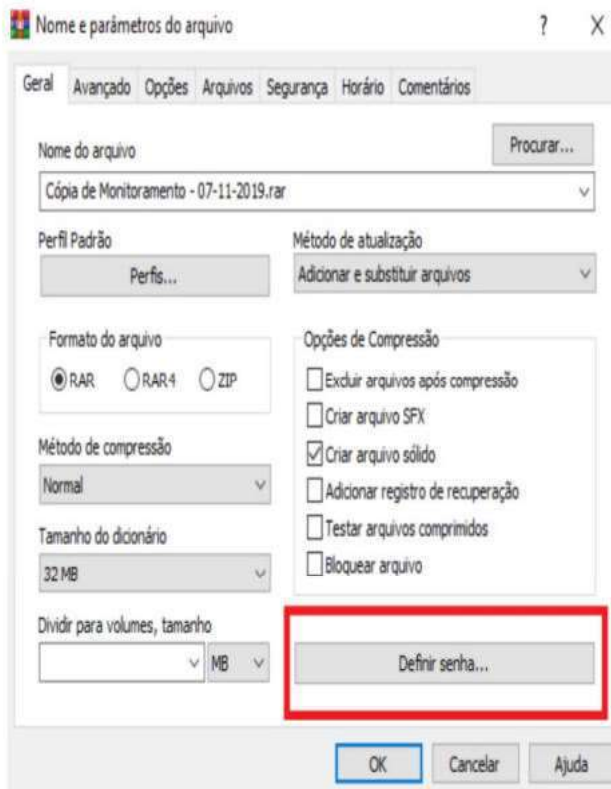 Nome e parâmetros do arquivo ? X
Geral Avançado Opções Arquivos Segurança Horário Comentários
Nome do arquivo
Procurar...
Cópia de Monitoramento - 07-11-2019.rar
Perfil Padrão
Perfis...
Método de atualização
Adicionar e substituir arquivos
Formato do arquivo
RAR RAR4 ZIP
Método de compressão
Normal
Tamanho do dicionário
32 MB
Dividir para volumes, tamanho
MB
Opções de Compressão
Excluir arquivos após compressão
Criar arquivo SFX
Criar arquivo sólido
Adicionar registro de recuperação
Testar arquivos comprimidos
Bloquear arquivo
Definir senha...
OK Cancelar Ajuda